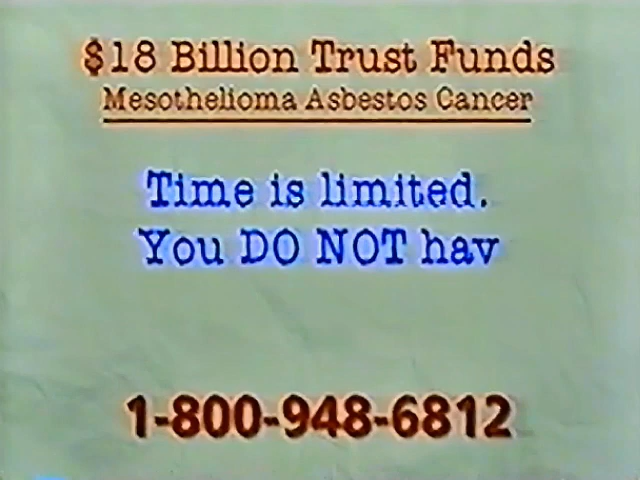 $18 Billion Trust Funds
Mesothelioma Asbestos Cancer
Time is limited.
You DO NOT hav
1-800-948-6812